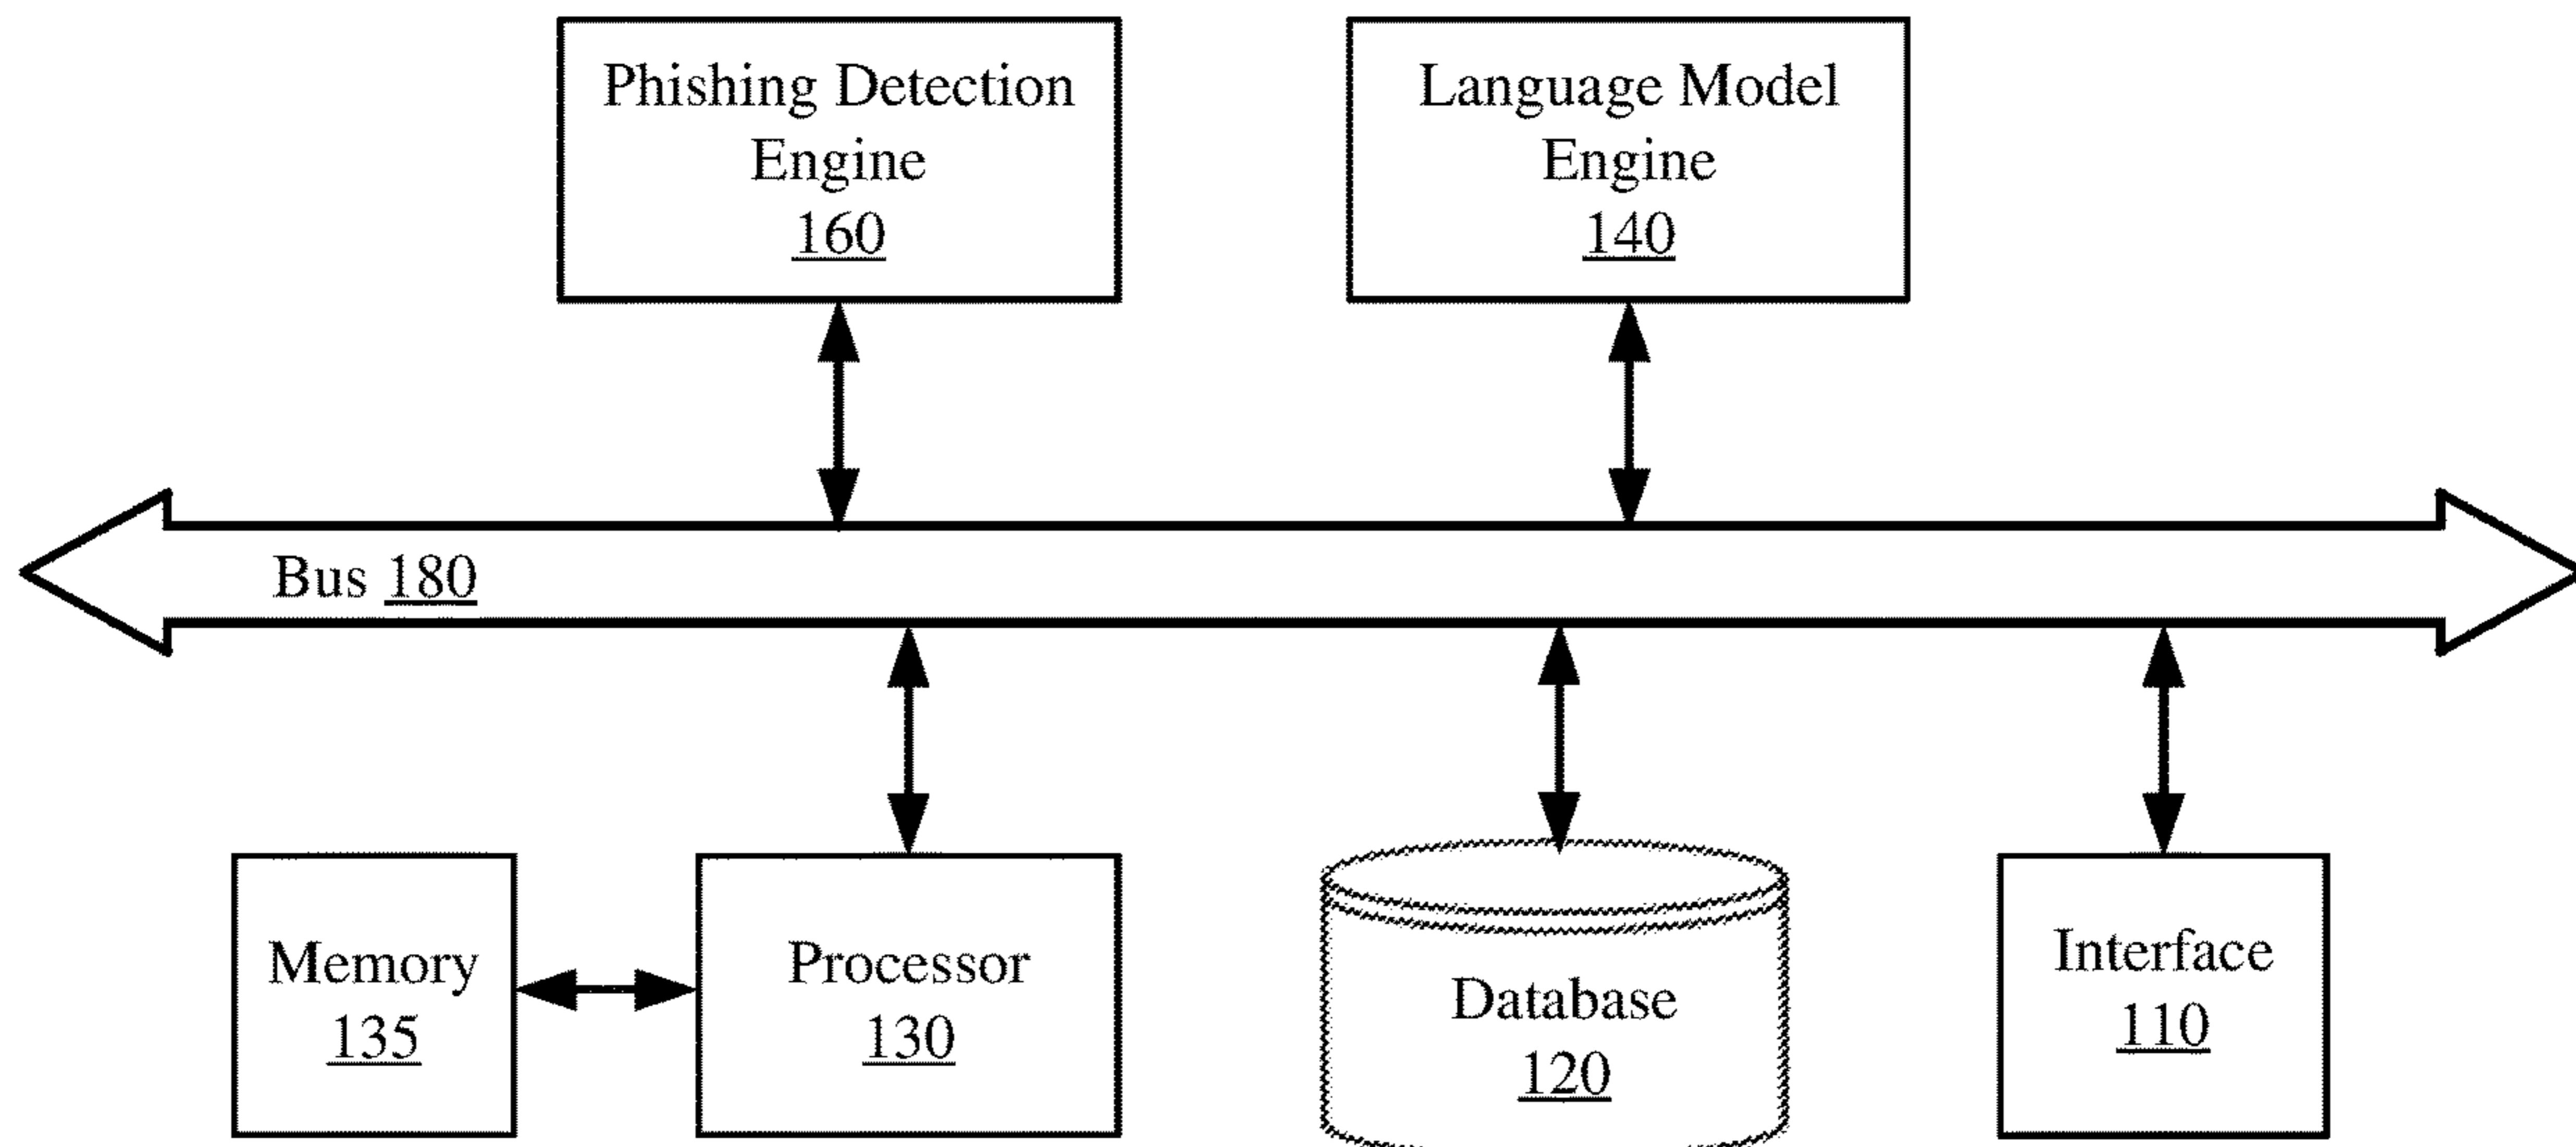 Phishing Detection
Engine
160
Language Model
Engine
140
Bus 180
Memory
135
Processor
130
Database
120
Interface
110